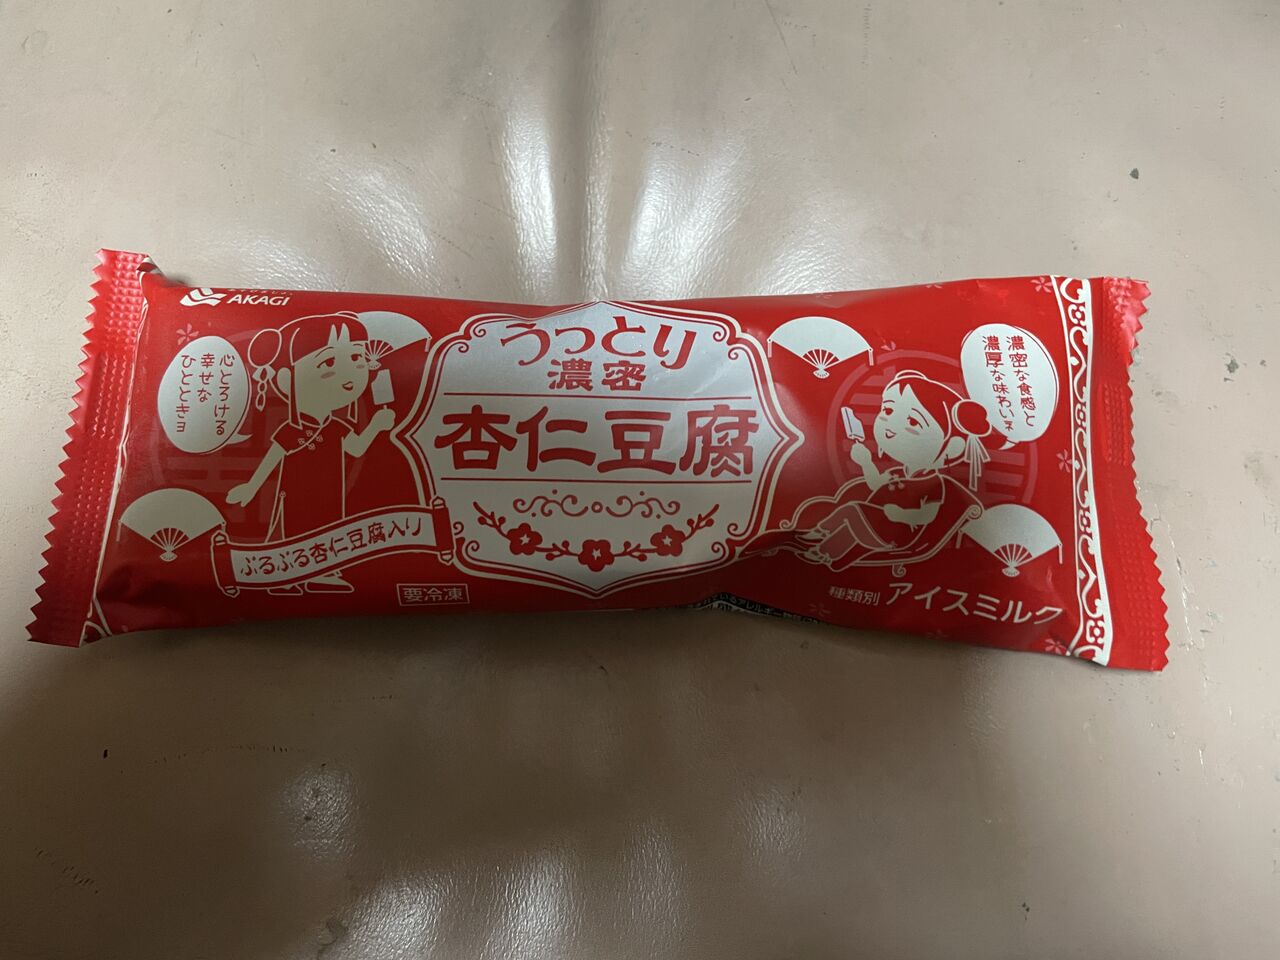 AKAGI
うっとり
濃密
杏仁豆腐
心とろける
幸せな
ひとときョ
濃密な食感と
濃厚な味わいネ
ぷるぷる杏仁豆腐入り
要冷凍
種類別 アイスミルク